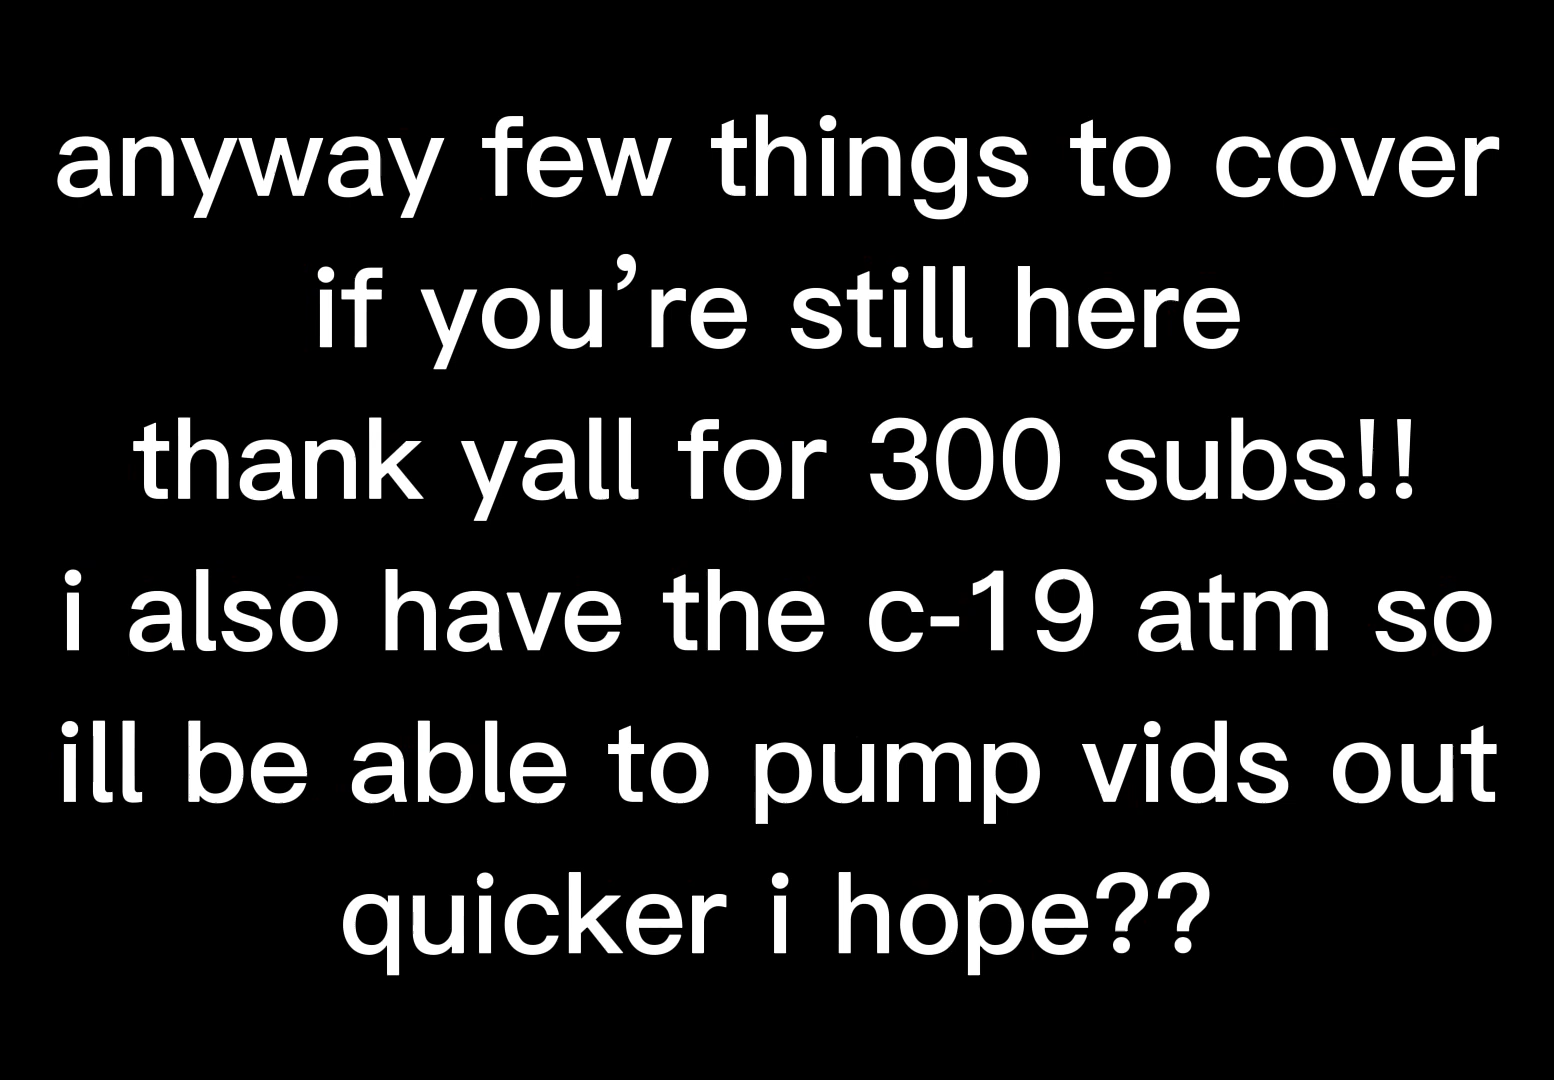 anyway few things to cover
if you’re still here
thank yall for 300 subs!!
i also have the c-19 atm so
ill be able to pump vids out
quicker i hope??